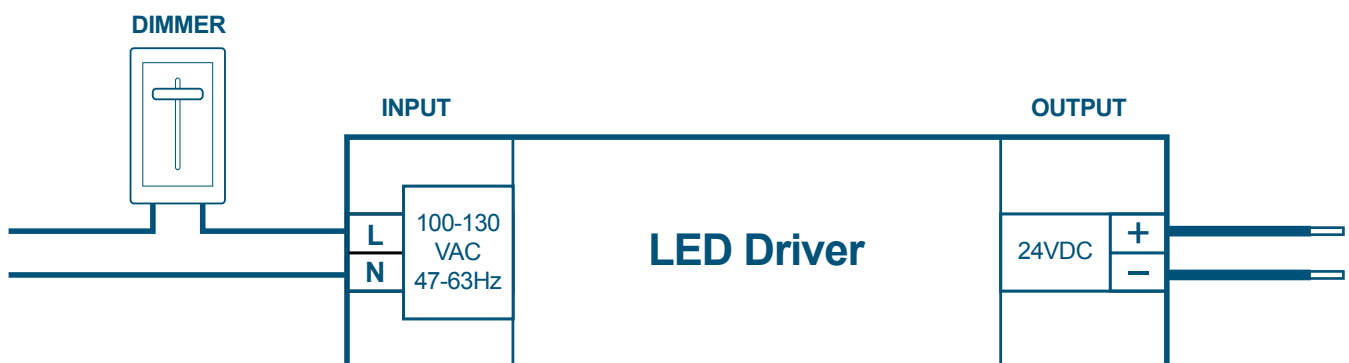 DIMMER
INPUT
OUTPUT
L
N
100-130
VAC
47-63Hz
LED Driver
24VDC
+
−